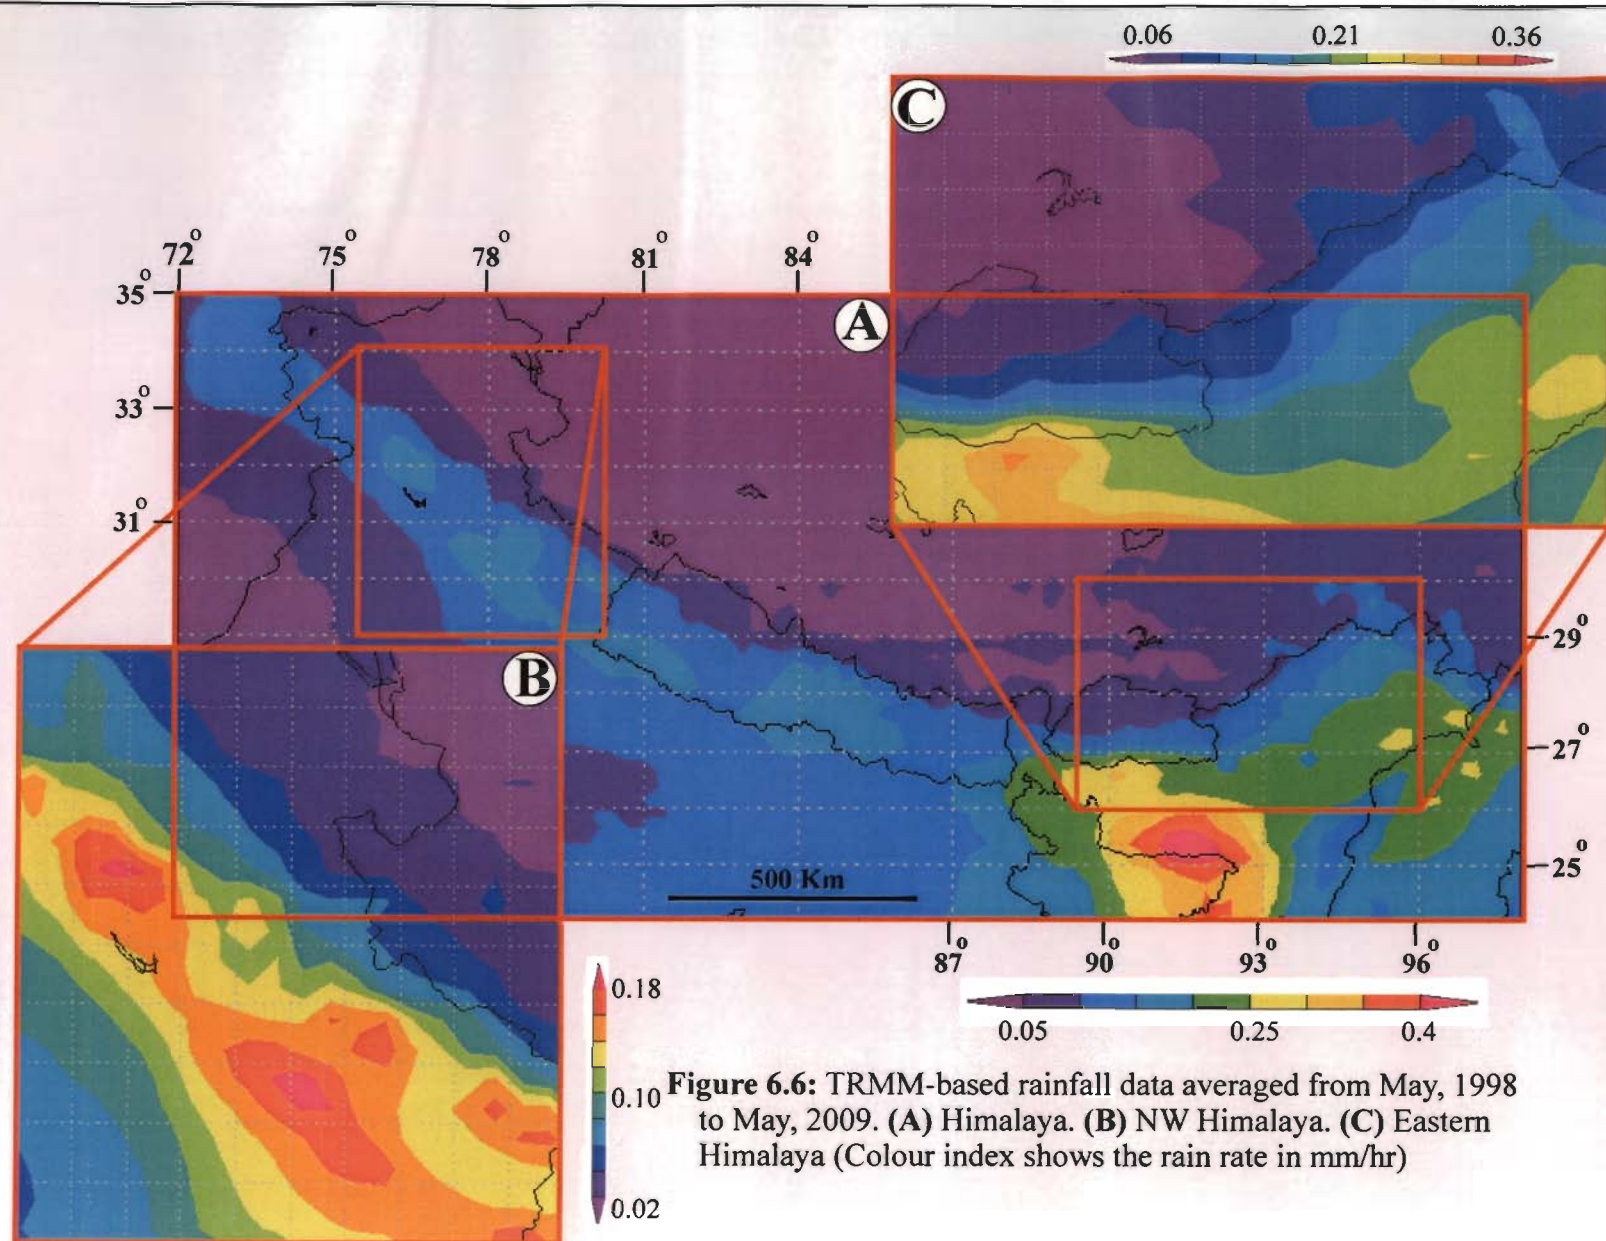 0.06 0.21 0.36
C
72° 75° 78° 81° 84°
35°
A
33°
31°
29°
B
27°
500 Km
25°
87° 90° 93° 96°
0.18
0.05 0.25 0.4
Figure 6.6: TRMM-based rainfall data averaged from May, 1998
0.10
to May, 2009. (A) Himalaya. (B) NW Himalaya. (C) Eastern
Himalaya (Colour index shows the rain rate in mm/hr)
0.02